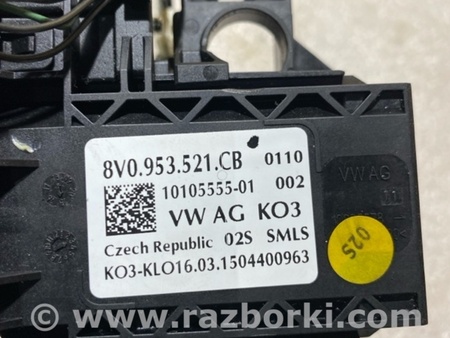 8V0.953.521.CB 0110
10105555-01 002
VW AG KO3
Czech Republic 02S SMLS
KO3-KLO16.03.1504400963
VW AG
02S
www.razborki.com